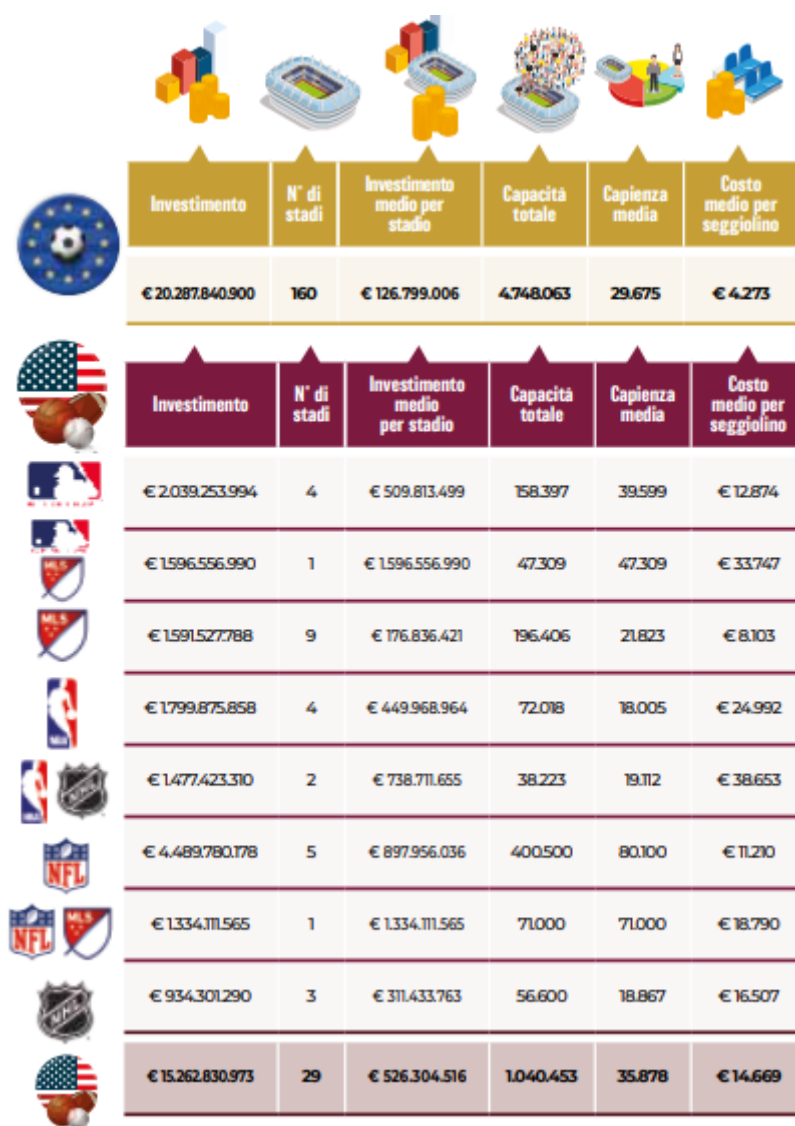 Investimento
N° di stadi
Investimento medio per stadio
Capacità totale
Capienza media
Costo medio per seggiolino
€ 20.287.840.900 160 € 126.799.006 4.748.063 29.675 € 4.273
Investimento
N° di stadi
Investimento medio per stadio
Capacità totale
Capienza media
Costo medio per seggiolino
€ 2.039.253.994 4 € 509.813.499 158.397 39.599 € 12.874
MLS
€ 1.596.556.990 1 € 1.596.556.990 47.309 47.309 € 33.747
MLS
€ 1.591.527.788 9 € 176.836.421 196.406 21.823 € 8.103
NBA
€ 1.799.875.858 4 € 449.968.964 72.018 18.005 € 24.992
NBA NHL
€ 1.477.423.310 2 € 738.711.655 38.223 19.112 € 38.653
NFL
€ 4.489.780.178 5 € 897.956.036 400.500 80.100 € 11.210
NFL MLS
€ 1.334.111.565 1 € 1.334.111.565 71.000 71.000 € 18.790
NHL
€ 934.301.290 3 € 311.433.763 56.600 18.867 € 16.507
€ 15.262.830.973 29 € 526.304.516 1.040.453 35.878 € 14.669